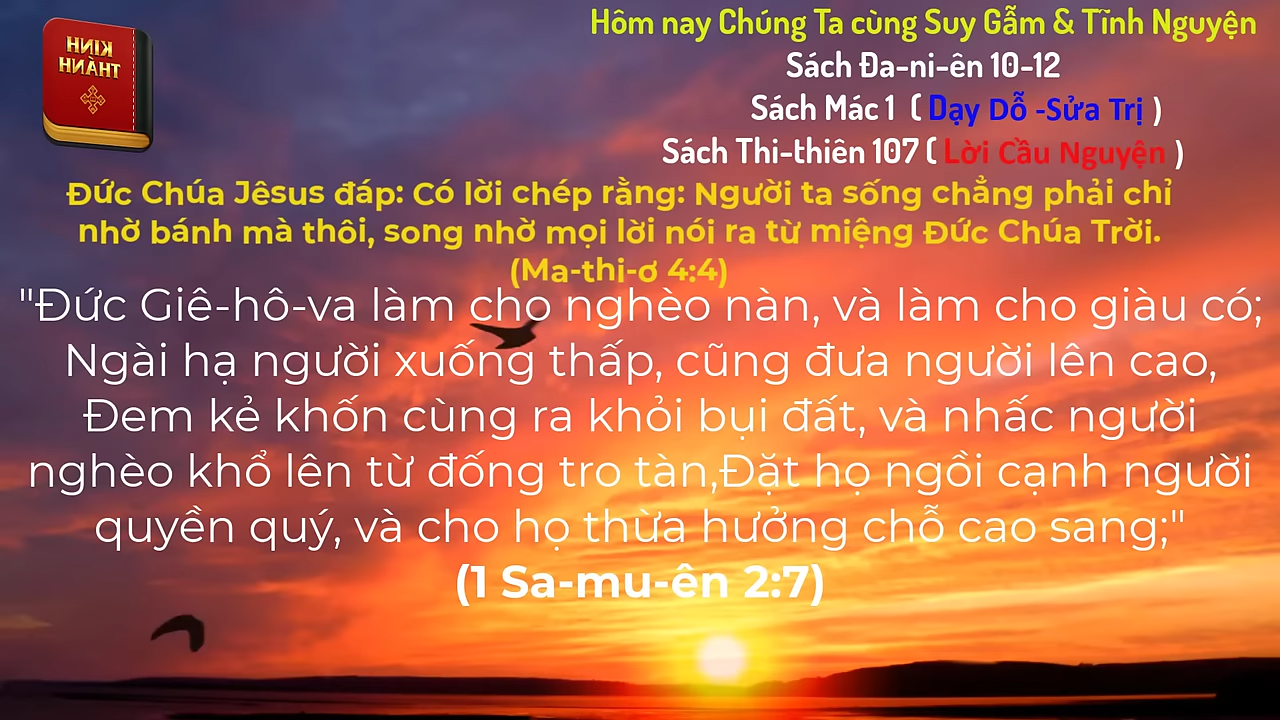 KINH
THÁNH
Hôm nay Chúng Ta cùng Suy Gẫm & Tĩnh Nguyện
Sách Đa-ni-ên 10-12
Sách Mác 1 ( Dạy Dỗ -Sửa Trị )
Sách Thi-thiên 107 ( Lời Cầu Nguyện )
Đức Chúa Jêsus đáp: Có lời chép rằng: Người ta sống chẳng phải chỉ
nhờ bánh mà thôi, song nhờ mọi lời nói ra từ miệng Đức Chúa Trời.
(Ma-thi-ơ 4:4)
"Đức Giê-hô-va làm cho nghèo nàn, và làm cho giàu có;
Ngài hạ người xuống thấp, cũng đưa người lên cao,
Đem kẻ khốn cùng ra khỏi bụi đất, và nhấc người
nghèo khổ lên từ đống tro tàn,Đặt họ ngồi cạnh người
quyền quý, và cho họ thừa hưởng chỗ cao sang;"
(1 Sa-mu-ên 2:7)